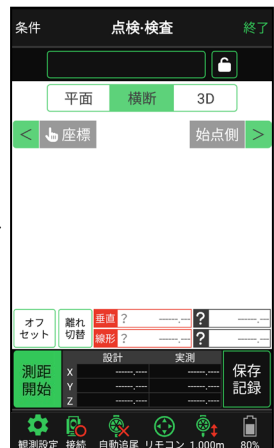 条件 点検·検査 終了
平面 横断 3D
< 座標 始点側 >
オフ
セット
離れ
切替
垂直 ? -----.--- ?
線形 ? -----.--- ?
測距
開始
設計 実測
X -----.---- -----.----
Y -----.---- -----.----
Z -----.---- -----.----
保存
記録
観測設定 接続 自動追尾 リモコン 1.000m 80%